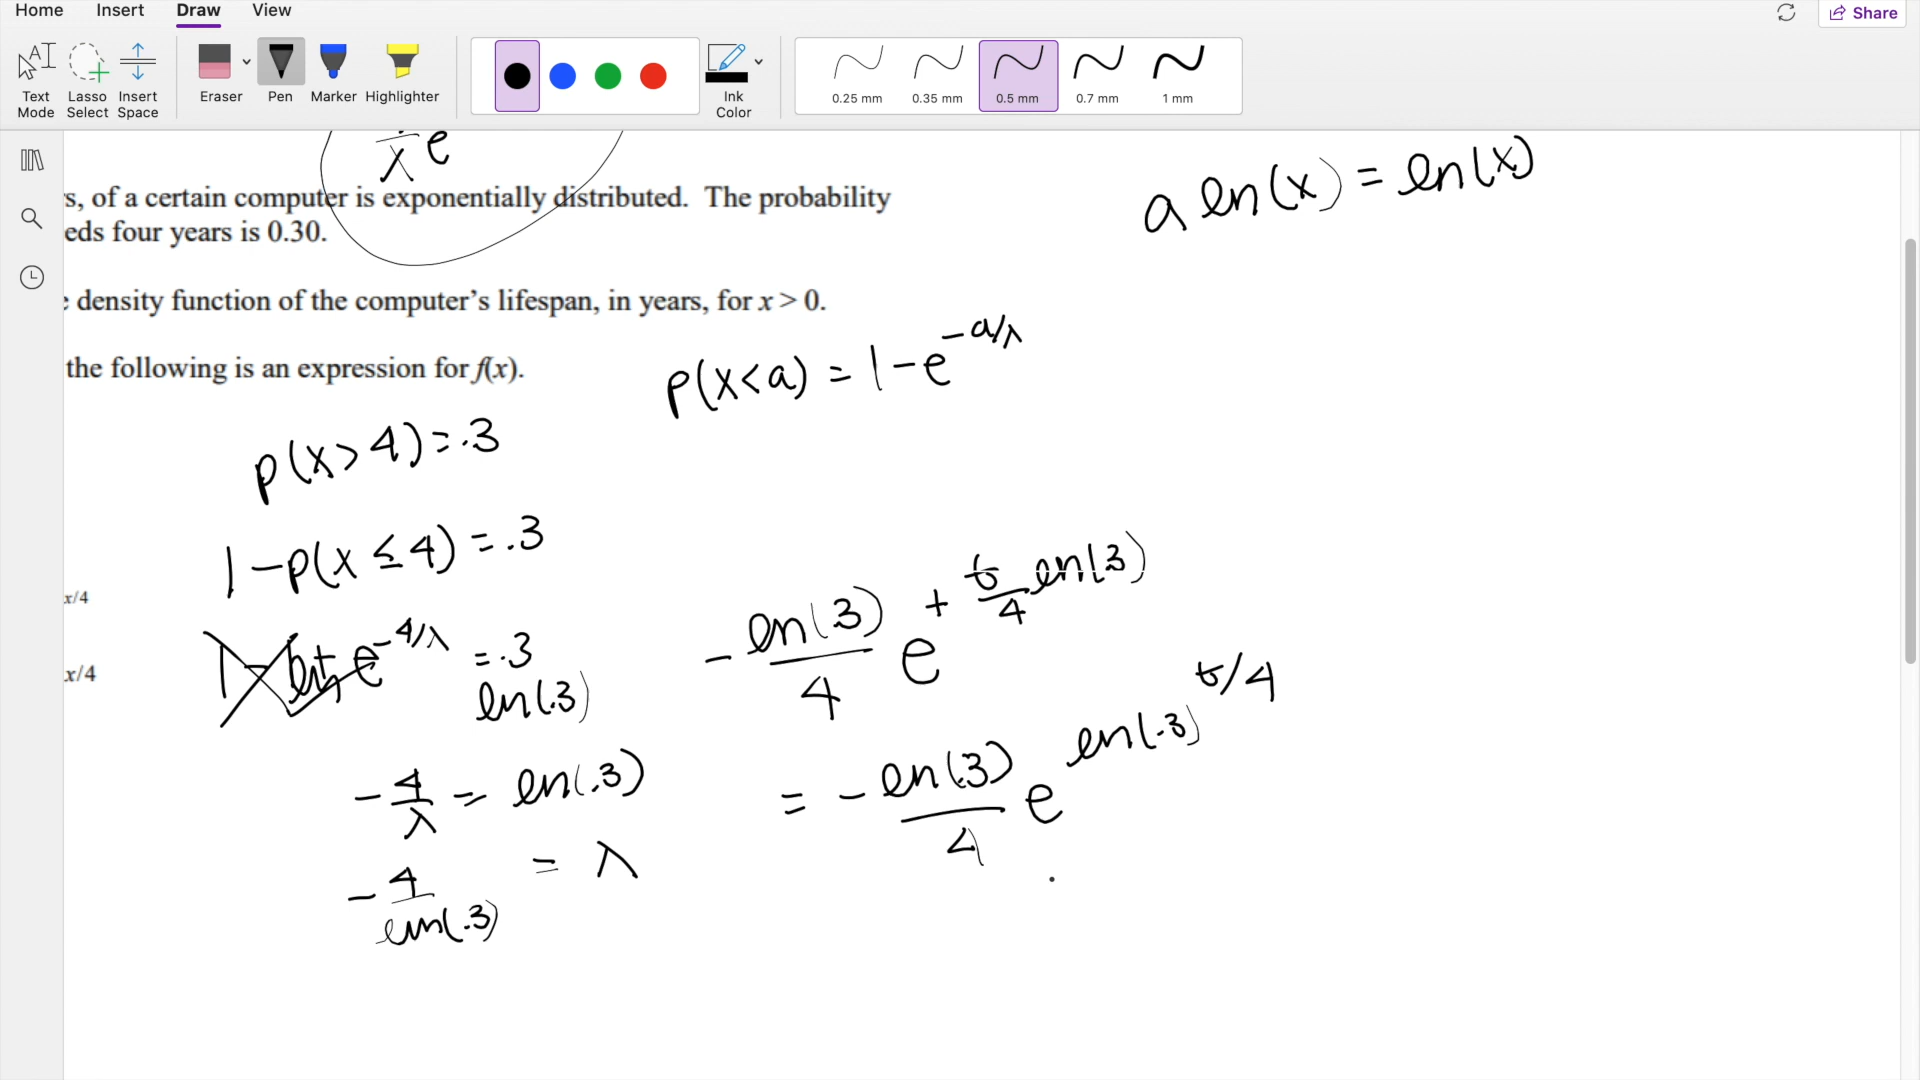 Home Insert Draw View
Share
Text Mode
Lasso Select
Insert Space
Eraser
Pen
Marker
Highlighter
Ink Color
0.25 mm
0.35 mm
0.5 mm
0.7 mm
1 mm
e
a ln(x) = ln(x)
s, of a certain computer is exponentially distributed. The probability
eds four years is 0.30.
density function of the computer's lifespan, in years, for x > 0.
the following is an expression for f(x).
p(x<a) = 1-e^{-a/λ}
p(x>4)=.3
1-p(x≤4)=.3
x/4
x/4
e^{-4/λ} =.3
ln(.3)
-4/λ = ln(.3)
-4/ln(.3) = λ
-ln(.3)/4 e^{+ t/4 ln(.3)}
= -ln(.3)/4 e^{ln(.3)^{t/4}}